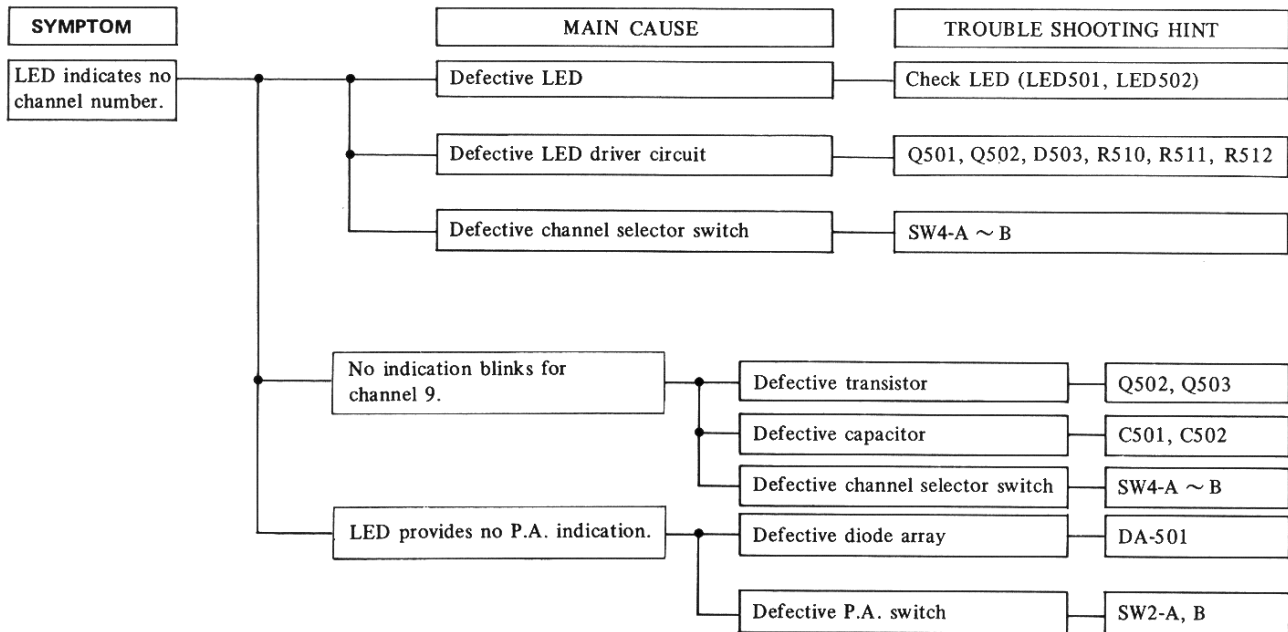 SYMPTOM
MAIN CAUSE
TROUBLE SHOOTING HINT
LED indicates no
channel number.
Defective LED
Check LED (LED501, LED502)
Defective LED driver circuit
Q501, Q502, D503, R510, R511, R512
Defective channel selector switch
SW4-A ~ B
No indication blinks for
channel 9.
Defective transistor
Q502, Q503
Defective capacitor
C501, C502
Defective channel selector switch
SW4-A ~ B
LED provides no P.A. indication.
Defective diode array
DA-501
Defective P.A. switch
SW2-A, B